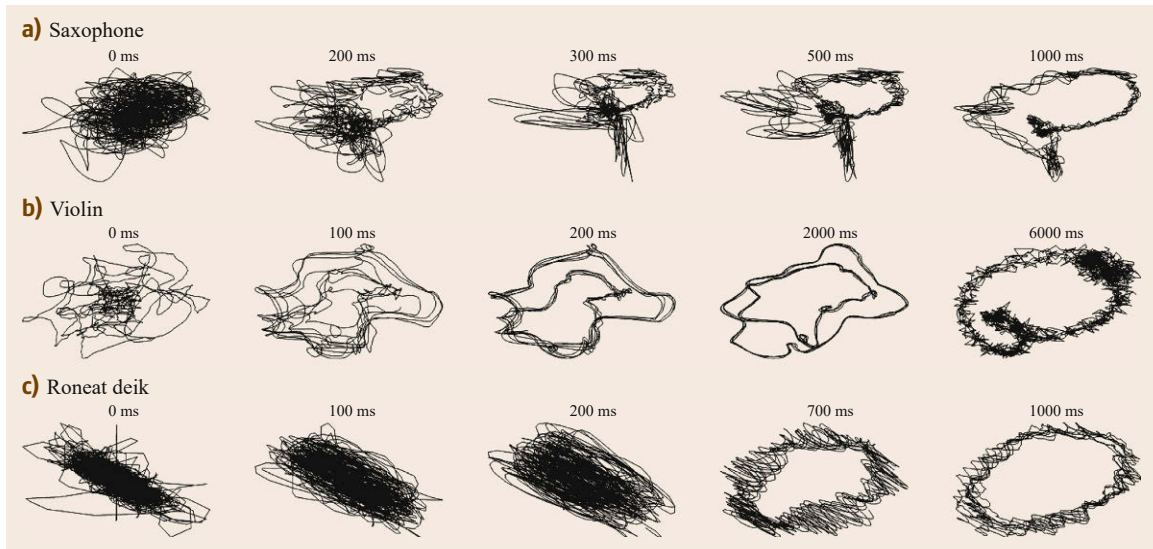 a) Saxophone
0 ms 200 ms 300 ms 500 ms 1000 ms
b) Violin
0 ms 100 ms 200 ms 2000 ms 6000 ms
c) Roneat deik
0 ms 100 ms 200 ms 700 ms 1000 ms